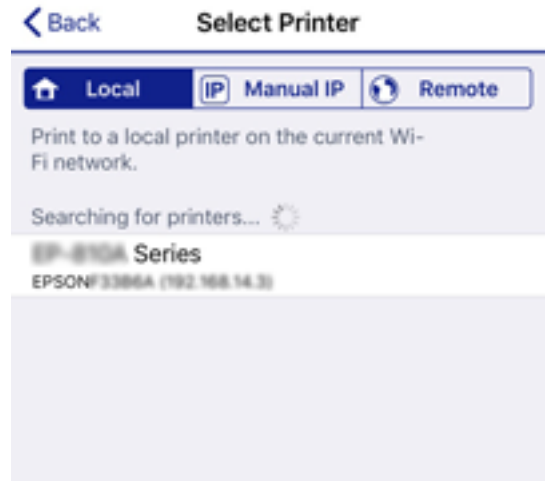 Back Select Printer
Local IP Manual IP Remote
Print to a local printer on the current Wi-
Fi network.
Searching for printers...
Series
EPSON